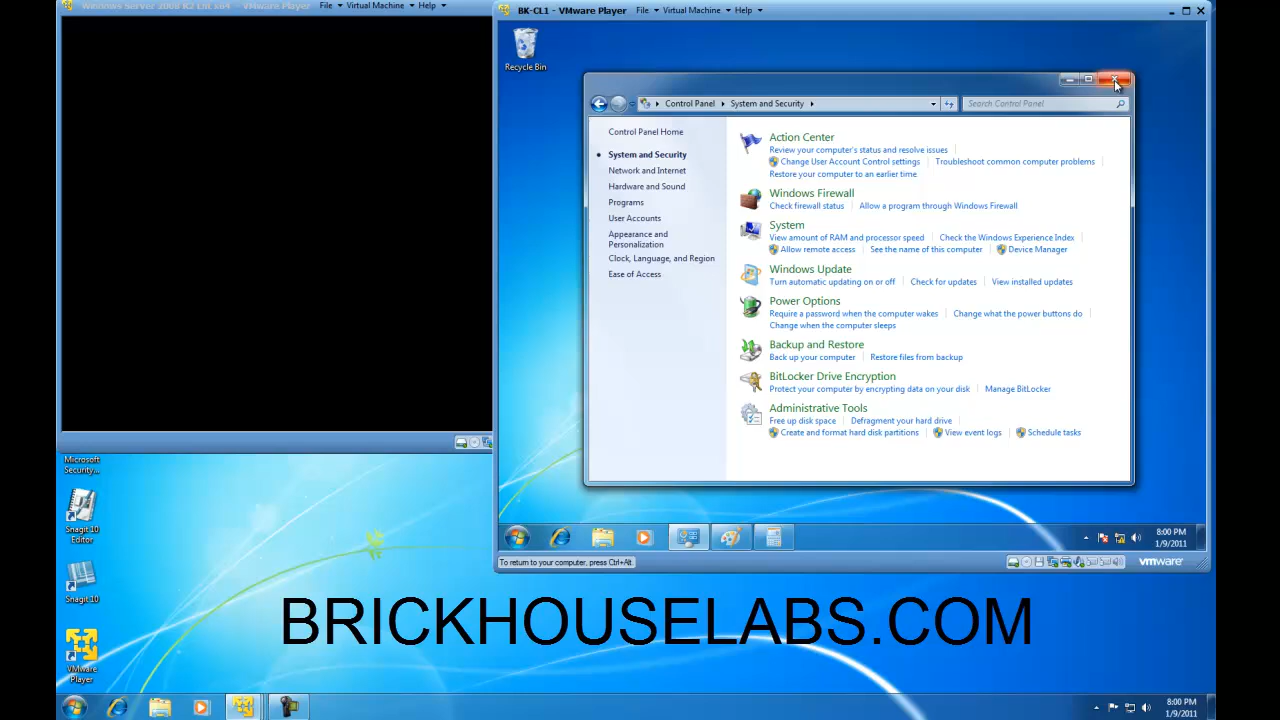 Windows Server 2008 R2 Ent x64 - VMware Player File Virtual Machine Help
BK-CL1 - VMware Player File Virtual Machine Help
Recycle Bin
Control Panel System and Security Search Control Panel
Control Panel Home
System and Security
Network and Internet
Hardware and Sound
Programs
User Accounts
Appearance and
Personalization
Clock, Language, and Region
Ease of Access
Action Center
Review your computer's status and resolve issues
Change User Account Control settings Troubleshoot common computer problems
Restore your computer to an earlier time
Windows Firewall
Check firewall status Allow a program through Windows Firewall
System
View amount of RAM and processor speed Check the Windows Experience Index
Allow remote access See the name of this computer Device Manager
Windows Update
Turn automatic updating on or off Check for updates View installed updates
Power Options
Require a password when the computer wakes Change what the power buttons do
Change when the computer sleeps
Backup and Restore
Back up your computer Restore files from backup
BitLocker Drive Encryption
Protect your computer by encrypting data on your disk Manage BitLocker
Administrative Tools
Free up disk space Defragment your hard drive
Create and format hard disk partitions View event logs Schedule tasks
8:00 PM
1/9/2011
To return to your computer, press Ctrl+Alt.
vmware
Microsoft
Security...
Snagit 10
Editor
Snagit 10
VMware
Player
BRICKHOUSELABS.COM
8:00 PM
1/9/2011